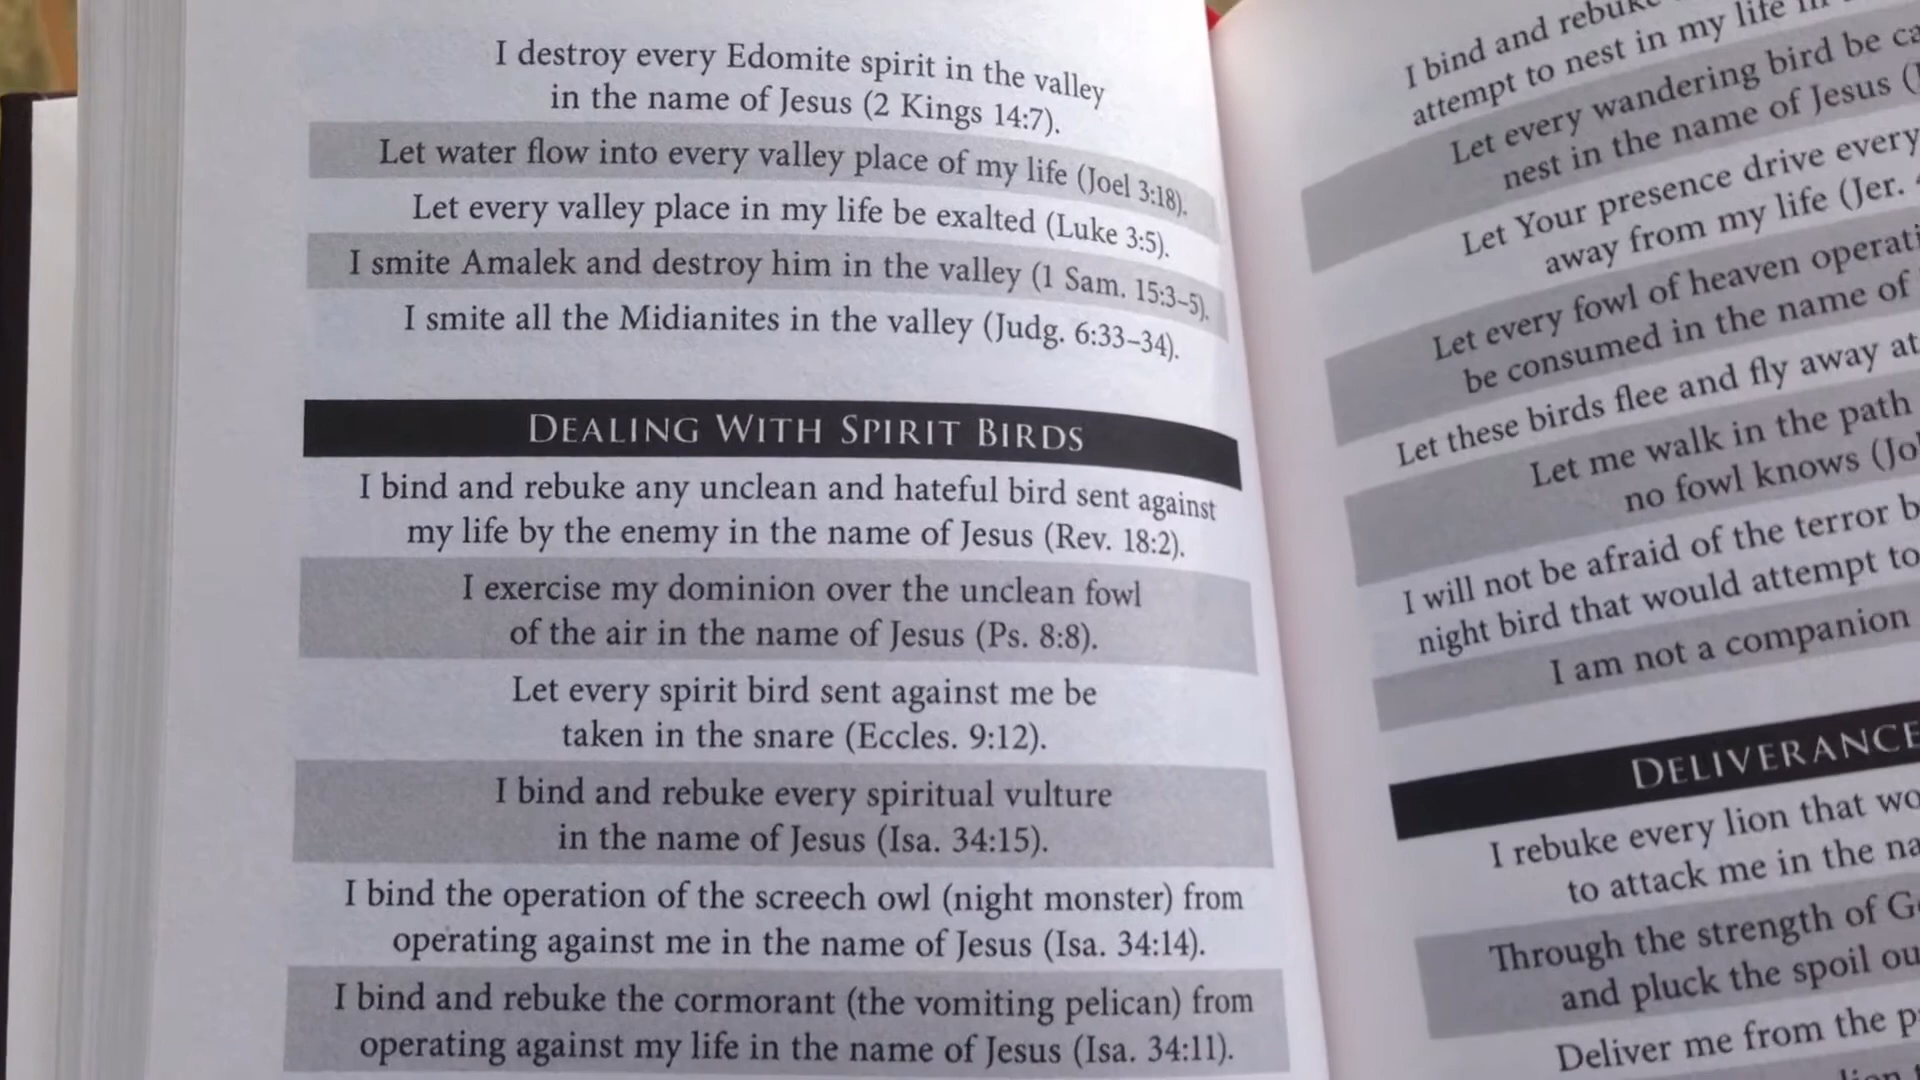 I destroy every Edomite spirit in the valley
in the name of Jesus (2 Kings 14:7).
Let water flow into every valley place of my life (Joel 3:18).
Let every valley place in my life be exalted (Luke 3:5).
I smite Amalek and destroy him in the valley (1 Sam. 15:3–5).
I smite all the Midianites in the valley (Judg. 6:33–34).
DEALING WITH SPIRIT BIRDS
I bind and rebuke any unclean and hateful bird sent against
my life by the enemy in the name of Jesus (Rev. 18:2).
I exercise my dominion over the unclean fowl
of the air in the name of Jesus (Ps. 8:8).
Let every spirit bird sent against me be
taken in the snare (Eccles. 9:12).
I bind and rebuke every spiritual vulture
in the name of Jesus (Isa. 34:15).
I bind the operation of the screech owl (night monster) from
operating against me in the name of Jesus (Isa. 34:14).
I bind and rebuke the cormorant (the vomiting pelican) from
operating against my life in the name of Jesus (Isa. 34:11).
I bind and rebuke
attempt to nest in my life in
Let every wandering bird be
nest in the name of Jesus
Let Your presence drive every
away from my life (Jer.
Let every fowl of heaven
be consumed in the name of
Let these birds flee and fly away at
Let me walk in the path
no fowl knows
I will not be afraid of the terror
night bird that would attempt to
I am not a companion
DELIVERANCE
I rebuke every lion that
to attack me in the
Through the strength of
and pluck the spoil
Deliver me from the